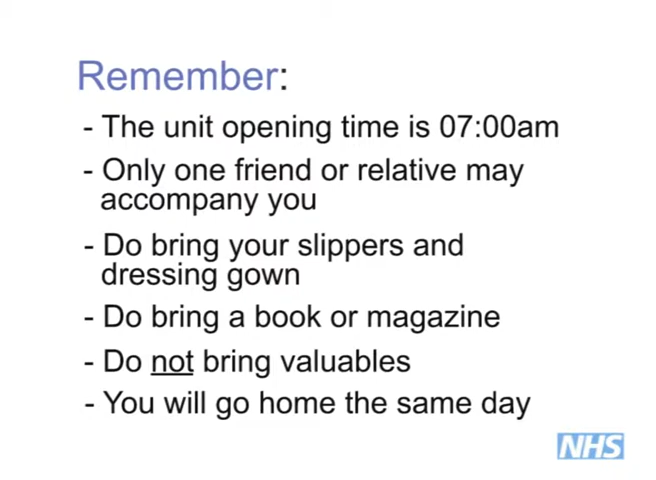 Remember:
- The unit opening time is 07:00am
- Only one friend or relative may
accompany you
- Do bring your slippers and
dressing gown
- Do bring a book or magazine
- Do not bring valuables
- You will go home the same day
NHS